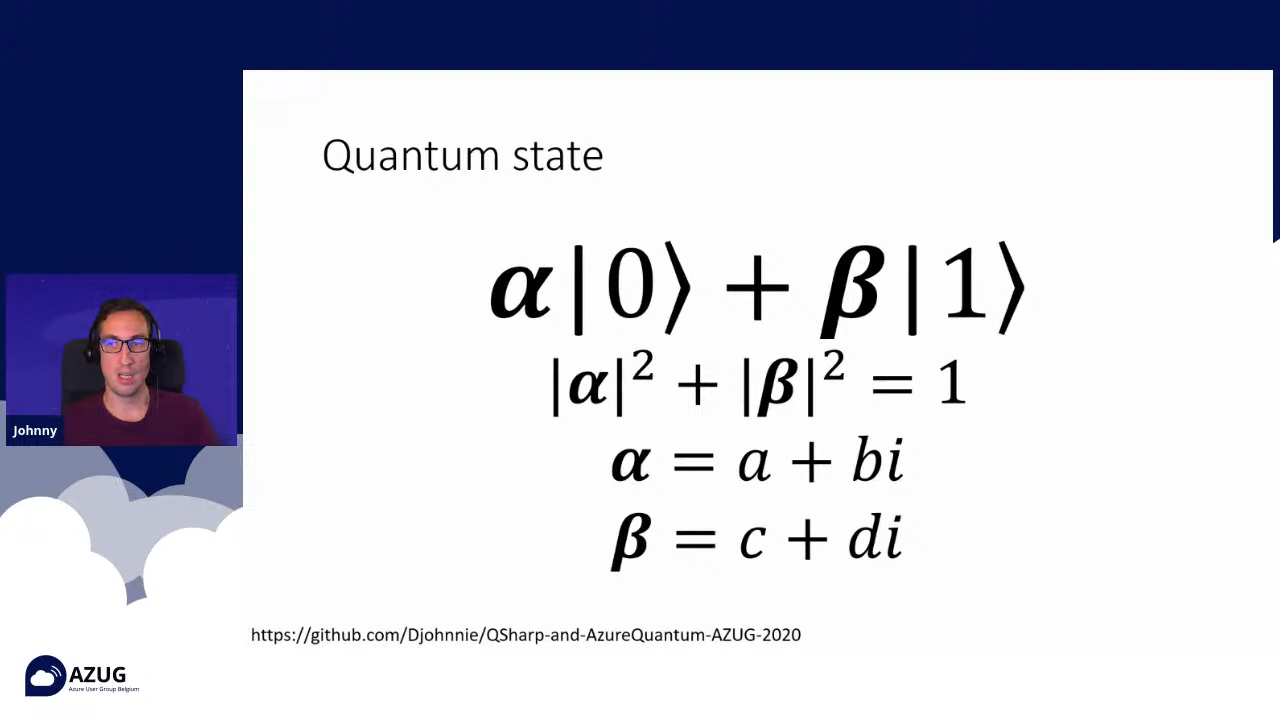 Quantum state
𝜶|0⟩ + 𝜷|1⟩
|𝜶|² + |𝜷|² = 1
𝜶 = a + bi
𝜷 = c + di
Johnny
https://github.com/Djohnnie/QSharp-and-AzureQuantum-AZUG-2020
AZUG
Azure User Group Belgium